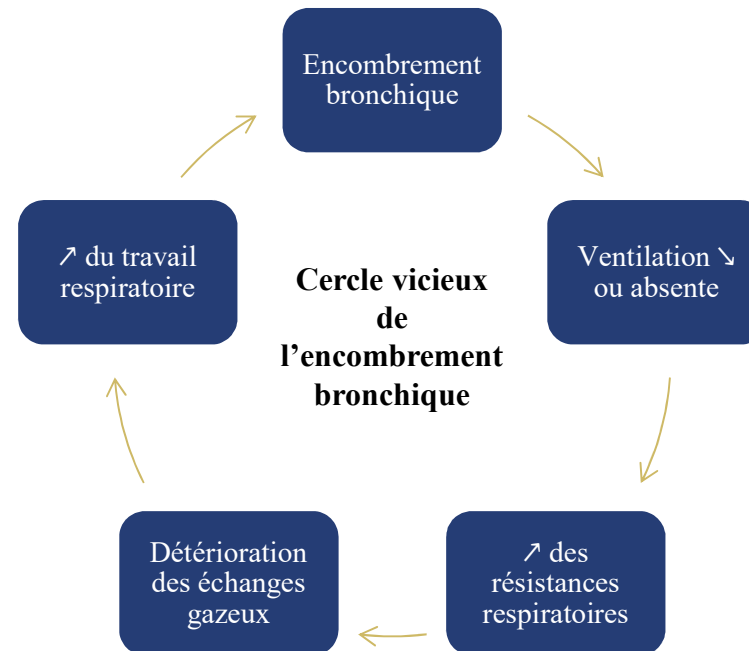 Encombrement
bronchique
Ventilation ↘
ou absente
↗ des
résistances
respiratoires
Détérioration
des échanges
gazeux
↗ du travail
respiratoire
Cercle vicieux
de
l’encombrement
bronchique